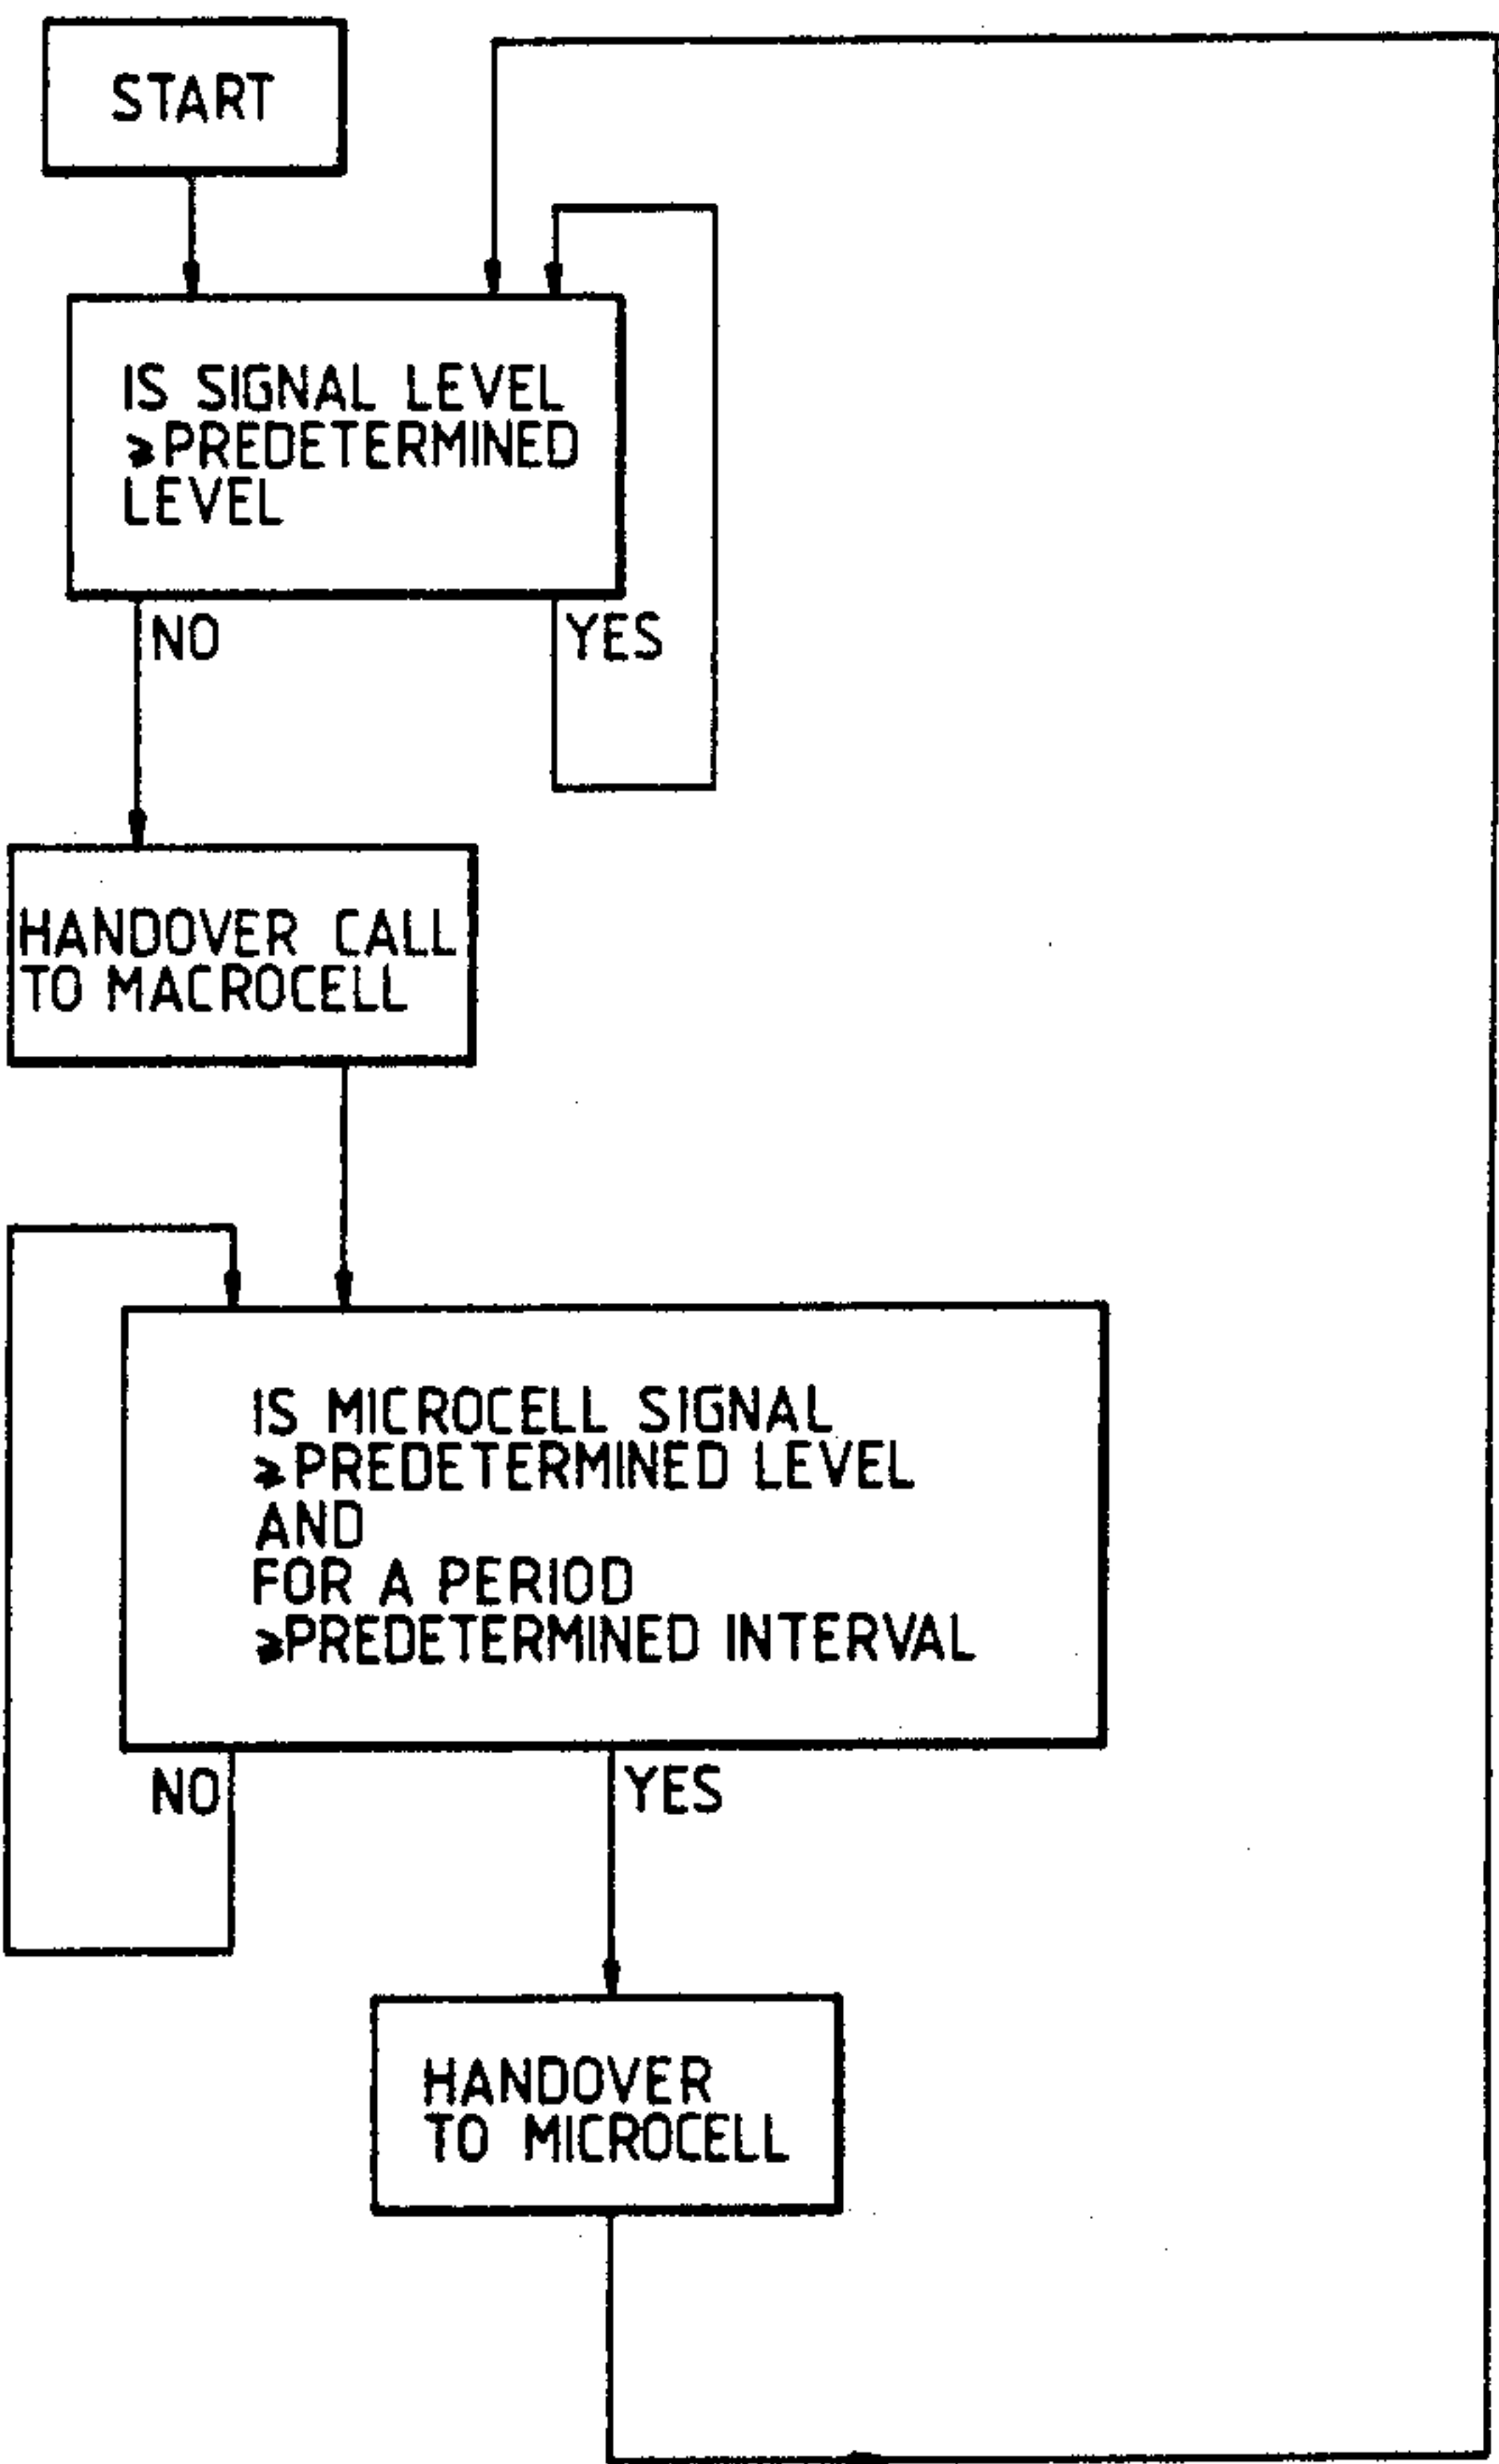 START
IS SIGNAL LEVEL
⩾PREDETERMINED
LEVEL
NO
YES
HANDOVER CALL
TO MACROCELL
IS MICROCELL SIGNAL
⩾PREDETERMINED LEVEL
AND
FOR A PERIOD
⩾PREDETERMINED INTERVAL
NO
YES
HANDOVER
TO MICROCELL